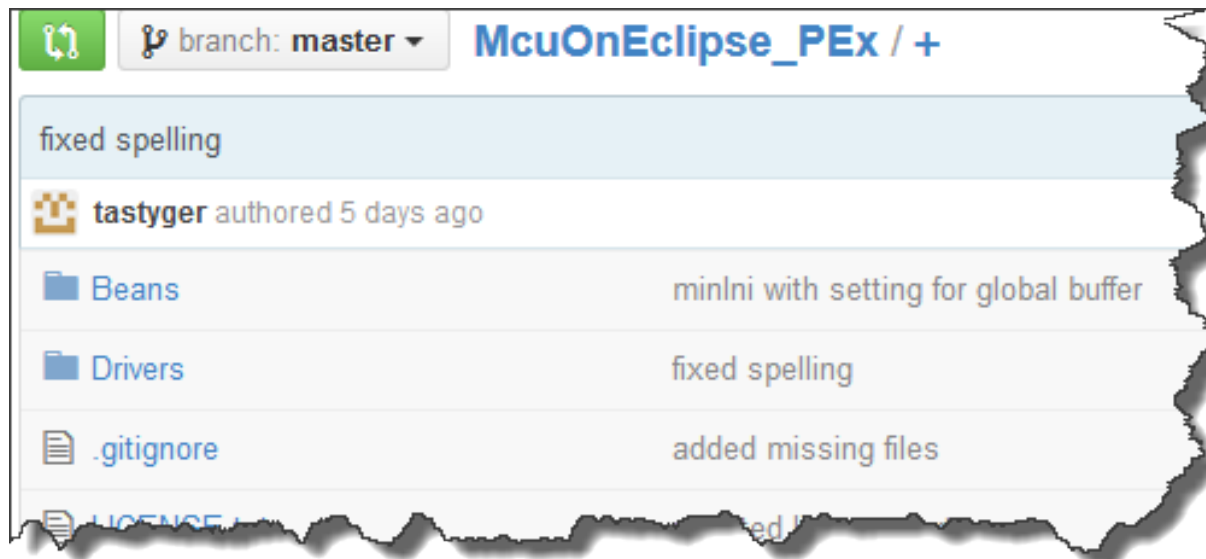 branch: master McuOnEclipse_PEx / +
fixed spelling
tastyger authored 5 days ago
Beans minIni with setting for global buffer
Drivers fixed spelling
.gitignore added missing files